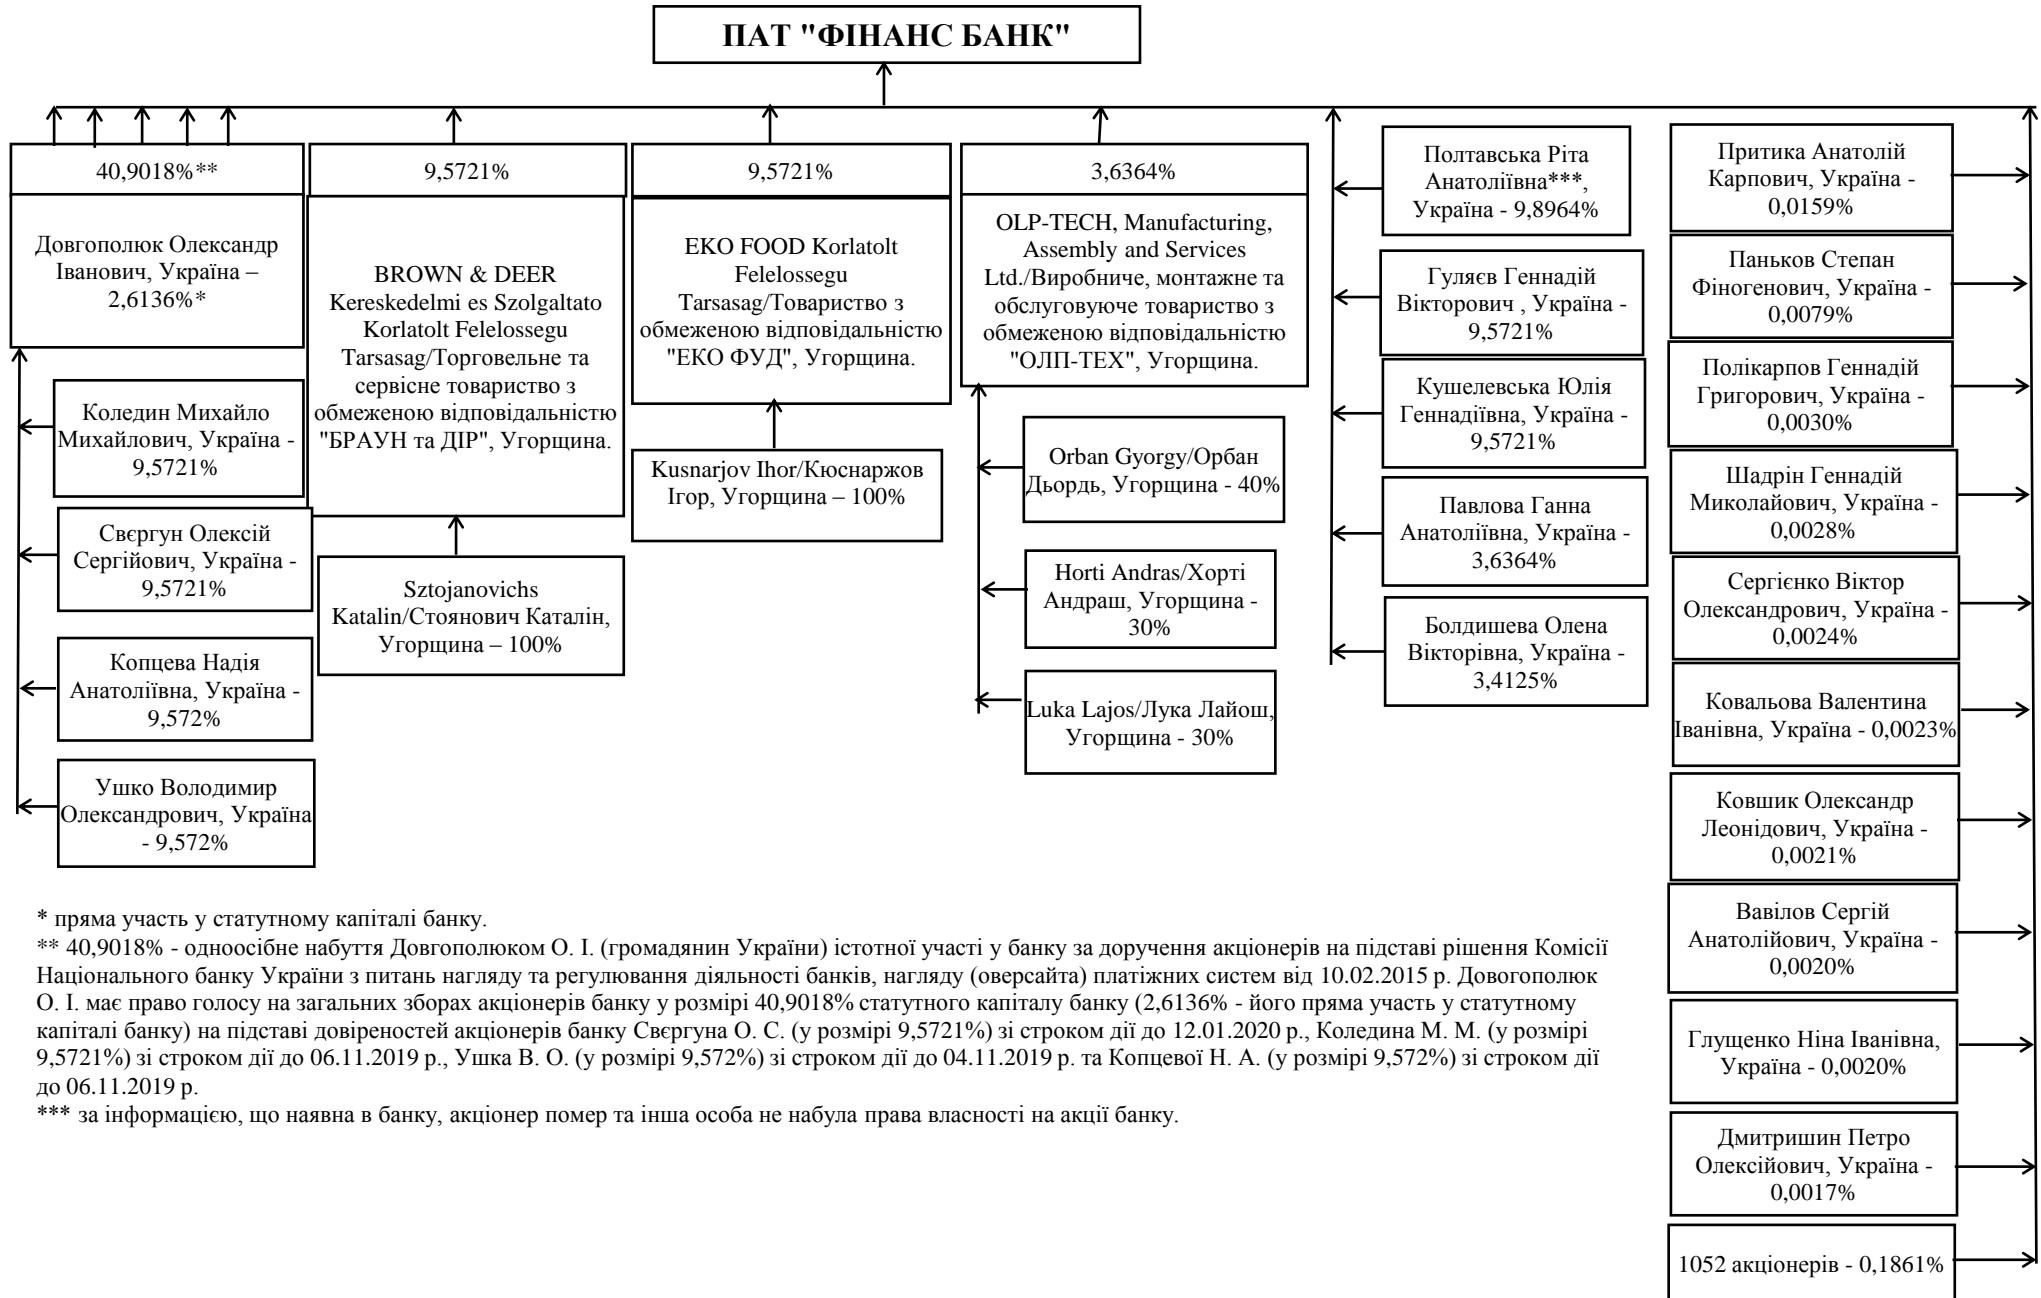 ПАТ "ФІНАНС БАНК"
40,9018%**
Довгополюк Олександр
Іванович, Україна –
2,6136%*
Коледин Михайло
Михайлович, Україна -
9,5721%
Свєргун Олексій
Сергійович, Україна -
9,5721%
Копцева Надія
Анатоліївна, Україна -
9,572%
Ушко Володимир
Олександрович, Україна
- 9,572%
9,5721%
BROWN & DEER
Kereskedelmi es Szolgaltato
Korlatolt Felelossegu
Tarsasag/Торговельне та
сервісне товариство з
обмеженою відповідальністю
"БРАУН та ДІР", Угорщина.
Sztojanovichs
Katalin/Стоянович Каталін,
Угорщина – 100%
9,5721%
EKO FOOD Korlatolt
Felelossegu
Tarsasag/Товариство з
обмеженою відповідальністю
"ЕКО ФУД", Угорщина.
Kusnarjov Ihor/Кюснаржов
Ігор, Угорщина – 100%
3,6364%
OLP-TECH, Manufacturing,
Assembly and Services
Ltd./Виробниче, монтажне та
обслуговуюче товариство з
обмеженою відповідальністю
"ОЛП-ТЕХ", Угорщина.
Orban Gyorgy/Орбан
Дьордь, Угорщина - 40%
Horti Andras/Хорті
Андраш, Угорщина -
30%
Luka Lajos/Лука Лайош,
Угорщина - 30%
Полтавська Ріта
Анатоліївна***,
Україна - 9,8964%
Гуляєв Геннадій
Вікторович , Україна -
9,5721%
Кушелевська Юлія
Геннадіївна, Україна -
9,5721%
Павлова Ганна
Анатоліївна, Україна -
3,6364%
Болдишева Олена
Вікторівна, Україна -
3,4125%
Притика Анатолій
Карпович, Україна -
0,0159%
Паньков Степан
Фіногенович, Україна -
0,0079%
Полікарпов Геннадій
Григорович, Україна -
0,0030%
Шадрін Геннадій
Миколайович, Україна -
0,0028%
Сергієнко Віктор
Олександрович, Україна -
0,0024%
Ковальова Валентина
Іванівна, Україна - 0,0023%
Ковшик Олександр
Леонідович, Україна -
0,0021%
Вавілов Сергій
Анатолійович, Україна -
0,0020%
Глущенко Ніна Іванівна,
Україна - 0,0020%
Дмитришин Петро
Олексійович, Україна -
0,0017%
1052 акціонерів - 0,1861%
* пряма участь у статутному капіталі банку.
** 40,9018% - одноосібне набуття Довгополюком О. І. (громадянин України) істотної участі у банку за доручення акціонерів на підставі рішення Комісії
Національного банку України з питань нагляду та регулювання діяльності банків, нагляду (оверсайта) платіжних систем від 10.02.2015 р. Довогополюк
О. І. має право голосу на загальних зборах акціонерів банку у розмірі 40,9018% статутного капіталу банку (2,6136% - його пряма участь у статутному
капіталі банку) на підставі довіреностей акціонерів банку Свєргуна О. С. (у розмірі 9,5721%) зі строком дії до 12.01.2020 р., Коледина М. М. (у розмірі
9,5721%) зі строком дії до 06.11.2019 р., Ушка В. О. (у розмірі 9,572%) зі строком дії до 04.11.2019 р. та Копцевої Н. А. (у розмірі 9,572%) зі строком дії
до 06.11.2019 р.
*** за інформацією, що наявна в банку, акціонер помер та інша особа не набула права власності на акції банку.